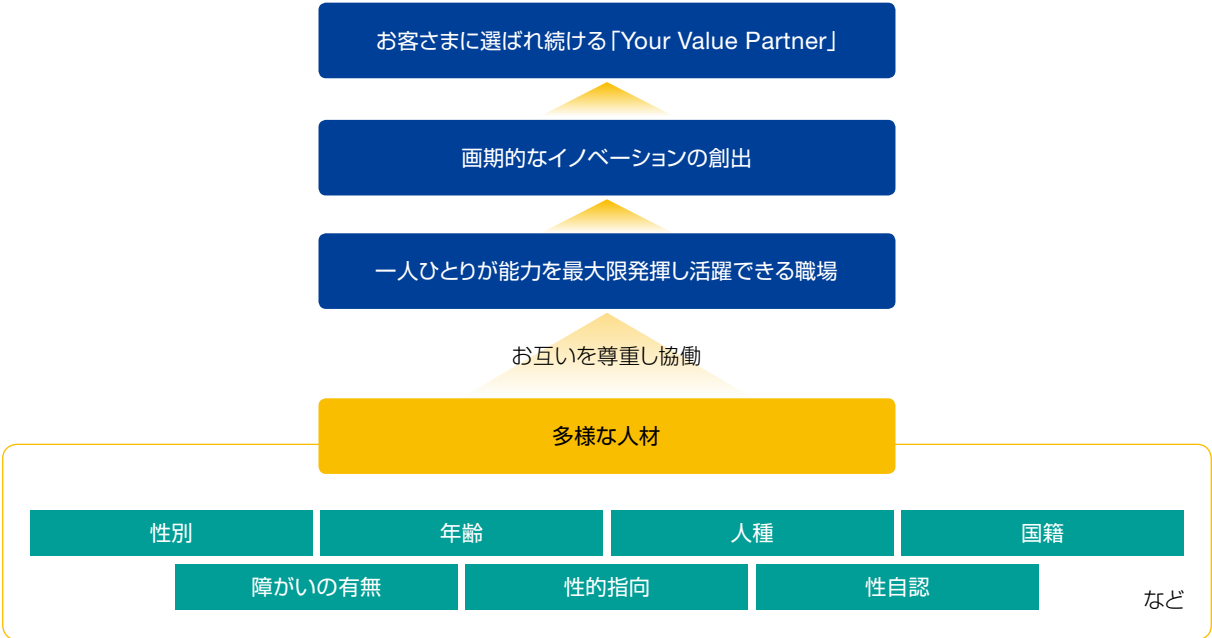 お客さまに選ばれ続ける「Your Value Partner」
画期的なイノベーションの創出
一人ひとりが能力を最大限発揮し活躍できる職場
お互いを尊重し協働
多様な人材
性別
年齢
人種
国籍
障がいの有無
性的指向
性自認
など